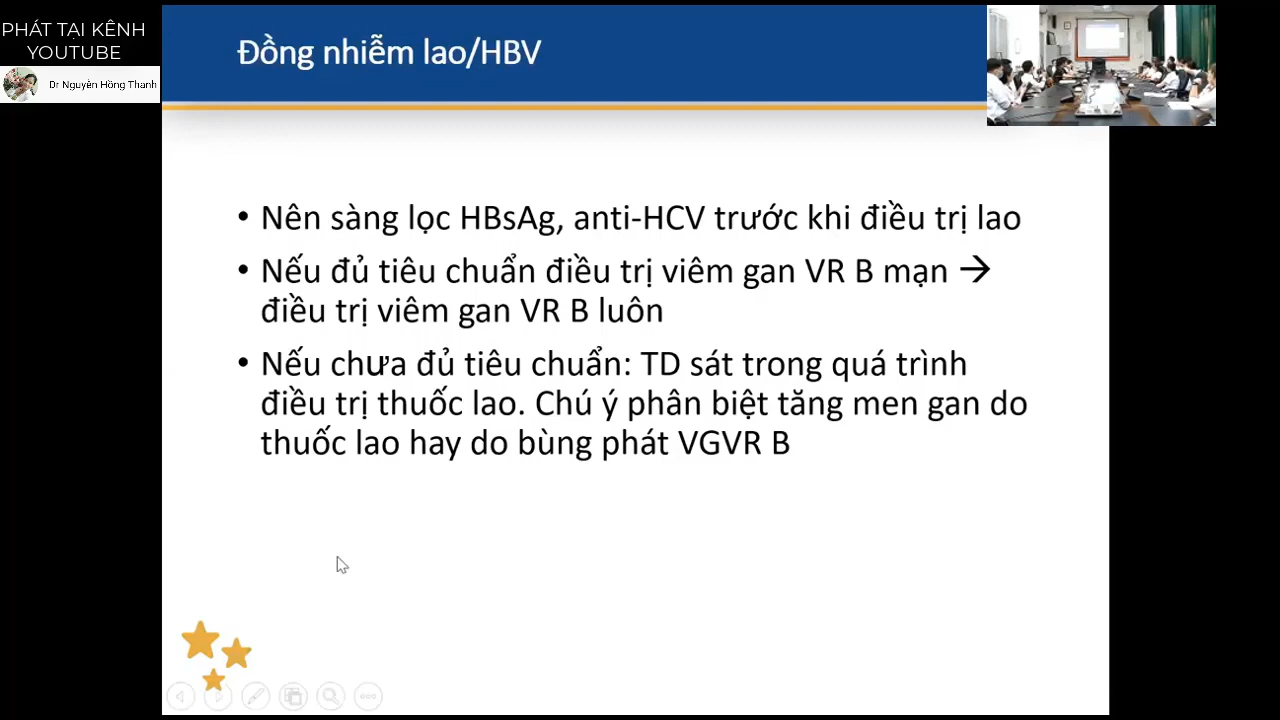 PHÁT TẠI KÊNH
YOUTUBE
Dr Nguyễn Hồng Thanh
Đồng nhiễm lao/HBV
• Nên sàng lọc HBsAg, anti-HCV trước khi điều trị lao
• Nếu đủ tiêu chuẩn điều trị viêm gan VR B mạn →
điều trị viêm gan VR B luôn
• Nếu chưa đủ tiêu chuẩn: TD sát trong quá trình
điều trị thuốc lao. Chú ý phân biệt tăng men gan do
thuốc lao hay do bùng phát VGVR B